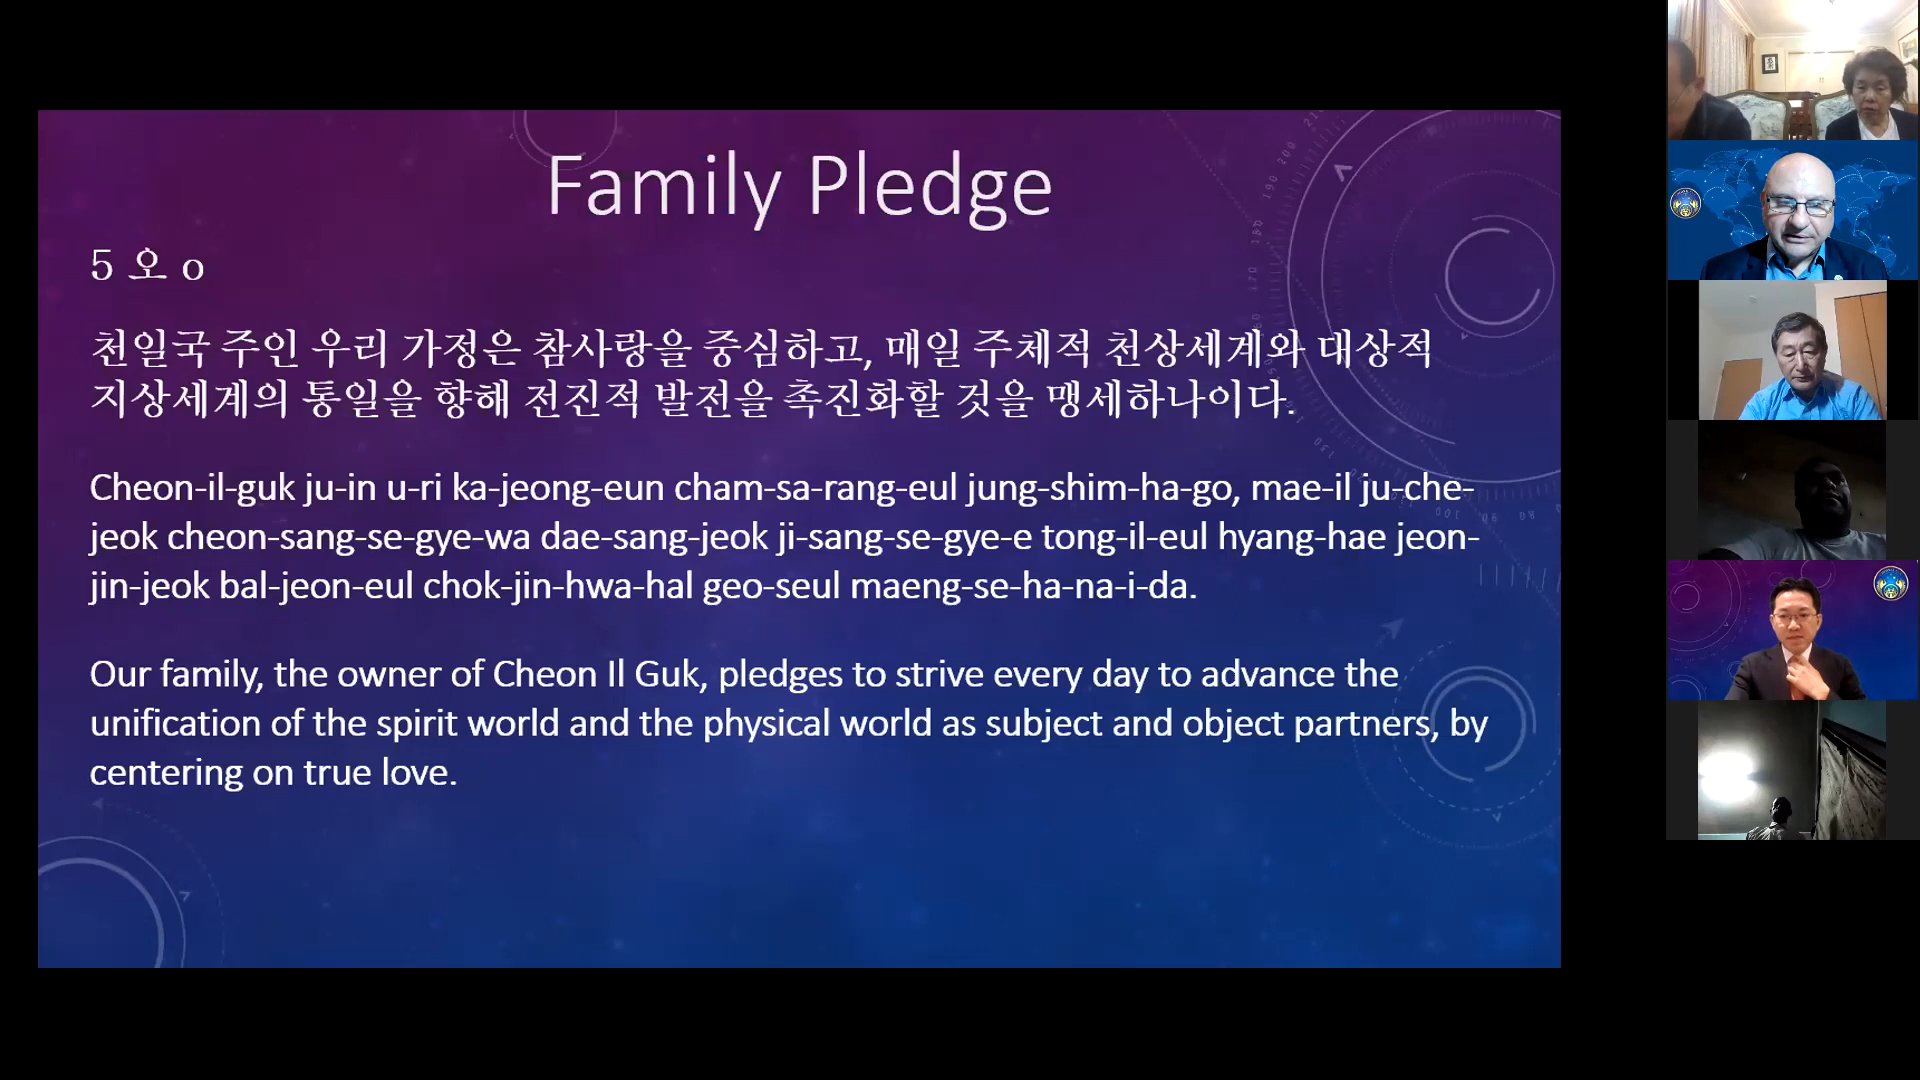 Family Pledge
5 오 o
천일국 주인 우리 가정은 참사랑을 중심하고, 매일 주체적 천상세계와 대상적
지상세계의 통일을 향해 전진적 발전을 촉진화할 것을 맹세하나이다.
Cheon-il-guk ju-in u-ri ka-jeong-eun cham-sa-rang-eul jung-shim-ha-go, mae-il ju-che-
jeok cheon-sang-se-gye-wa dae-sang-jeok ji-sang-se-gye-e tong-il-eul hyang-hae jeon-
jin-jeok bal-jeon-eul chok-jin-hwa-hal geo-seul maeng-se-ha-na-i-da.
Our family, the owner of Cheon Il Guk, pledges to strive every day to advance the
unification of the spirit world and the physical world as subject and object partners, by
centering on true love.